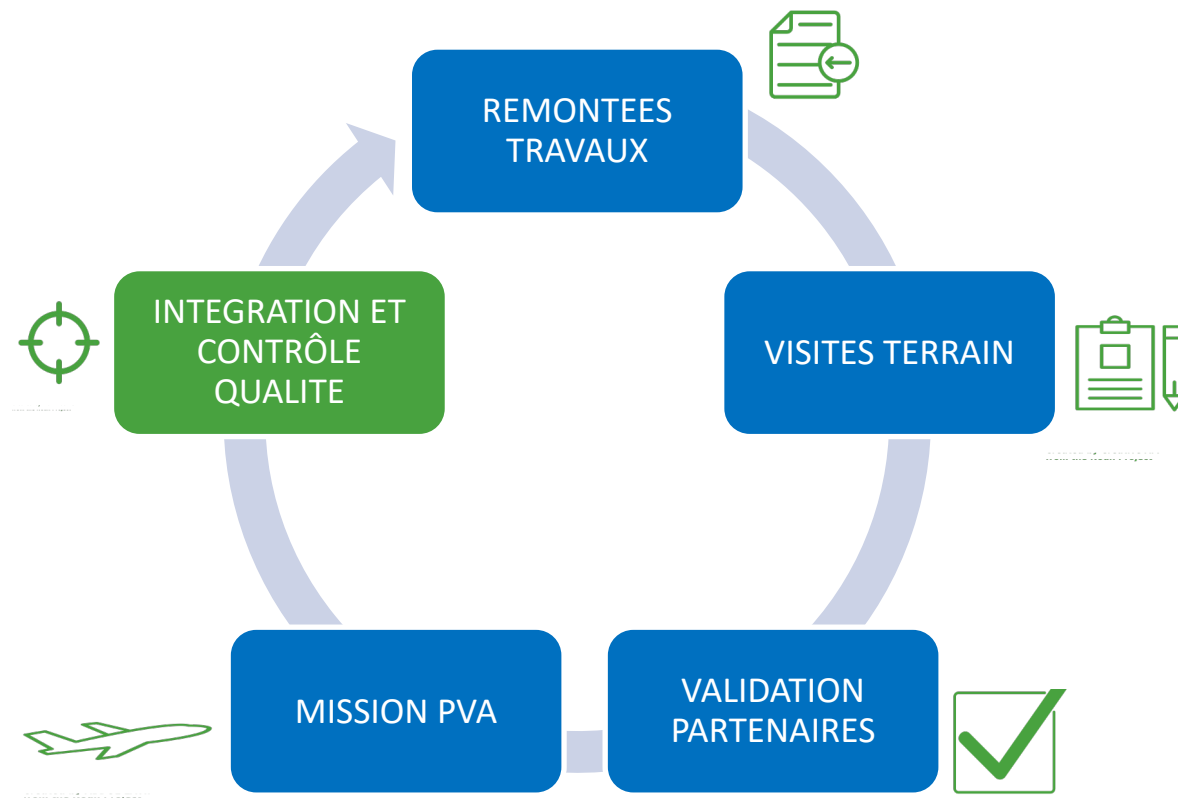 REMONTEES
TRAVAUX
VISITES TERRAIN
VALIDATION
PARTENAIRES
MISSION PVA
INTEGRATION ET
CONTRÔLE
QUALITE